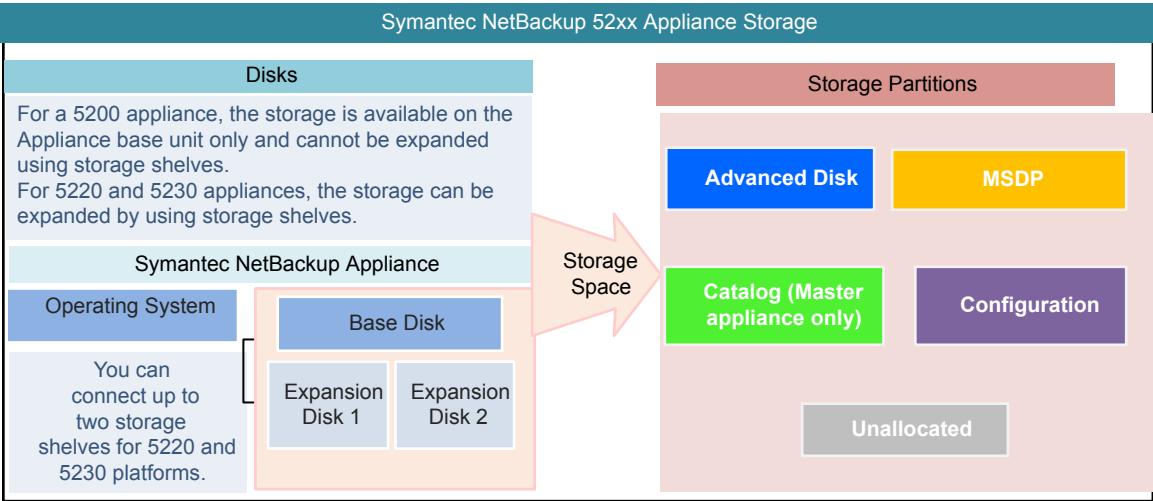 Symantec NetBackup 52xx Appliance Storage
Disks
For a 5200 appliance, the storage is available on the
Appliance base unit only and cannot be expanded
using storage shelves.
For 5220 and 5230 appliances, the storage can be
expanded by using storage shelves.
Symantec NetBackup Appliance
Operating System
You can
connect up to
two storage
shelves for 5220 and
5230 platforms.
Base Disk
Expansion
Disk 1
Expansion
Disk 2
Storage
Space
Storage Partitions
Advanced Disk
MSDP
Catalog (Master
appliance only)
Configuration
Unallocated